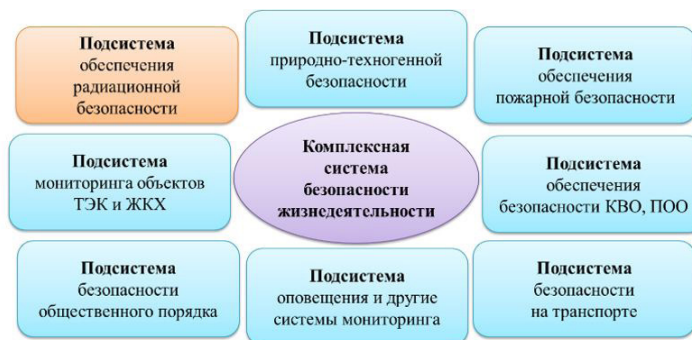 Подсистема
обеспечения
радиационной
безопасности
Подсистема
природно-техногенной
безопасности
Подсистема
обеспечения
пожарной безопасности
Подсистема
мониторинга объектов
ТЭК и ЖКХ
Комплексная
система
безопасности
жизнедеятельности
Подсистема
обеспечения
безопасности КВО, ПОО
Подсистема
безопасности
общественного порядка
Подсистема
оповещения и другие
системы мониторинга
Подсистема
безопасности
на транспорте